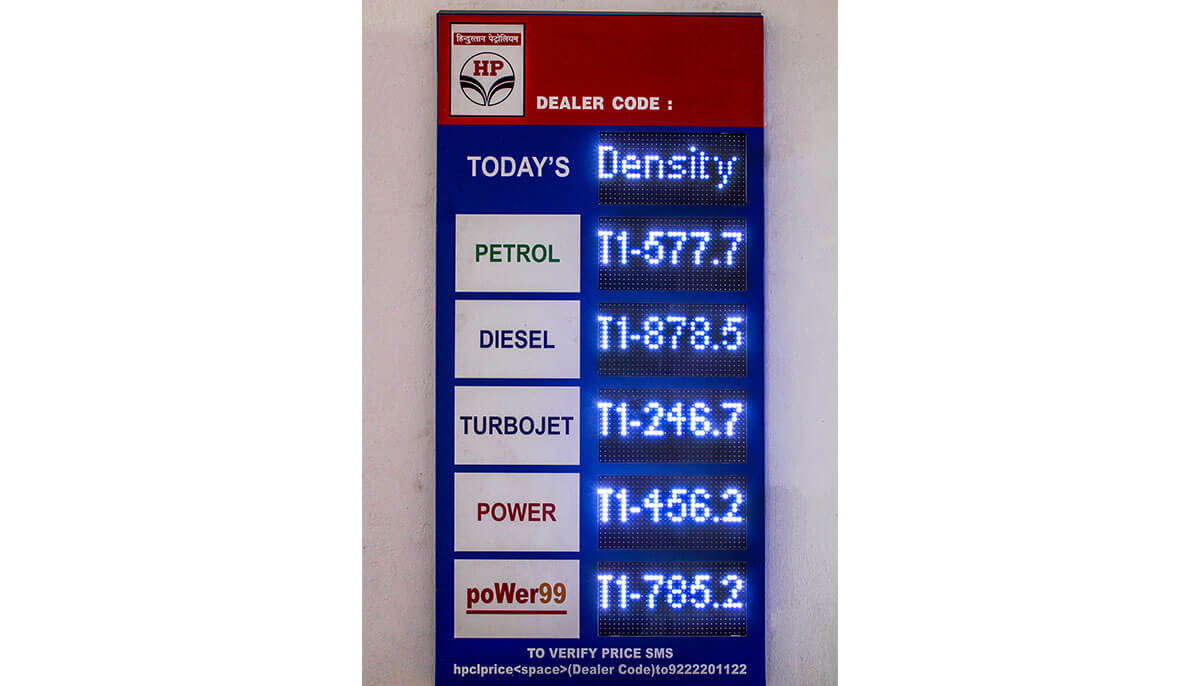 हिन्दुस्तान पेट्रोलियम
HP
DEALER CODE :
TODAY'S Density
PETROL T1-577.7
DIESEL T1-878.5
TURBOJET T1-246.7
POWER T1-456.2
poWer99 T1-785.2
TO VERIFY PRICE SMS
hpclprice<space>(Dealer Code)to9222201122